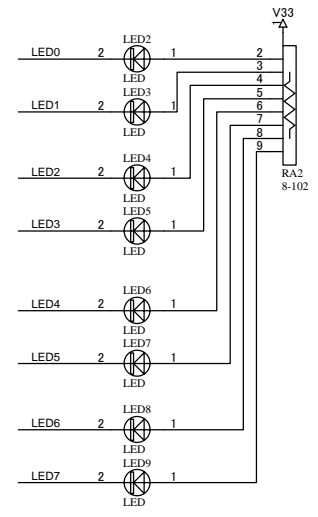 V33
LED2
LED0 2 1 2
LED 3
LED3 4
LED1 2 1 5
LED 6
7
LED4 8
LED2 2 1 9
LED
RA2
LED5
8-102
LED3 2 1
LED
LED6
LED4 2 1
LED
LED7
LED5 2 1
LED
LED8
LED6 2 1
LED
LED9
LED7 2 1
LED